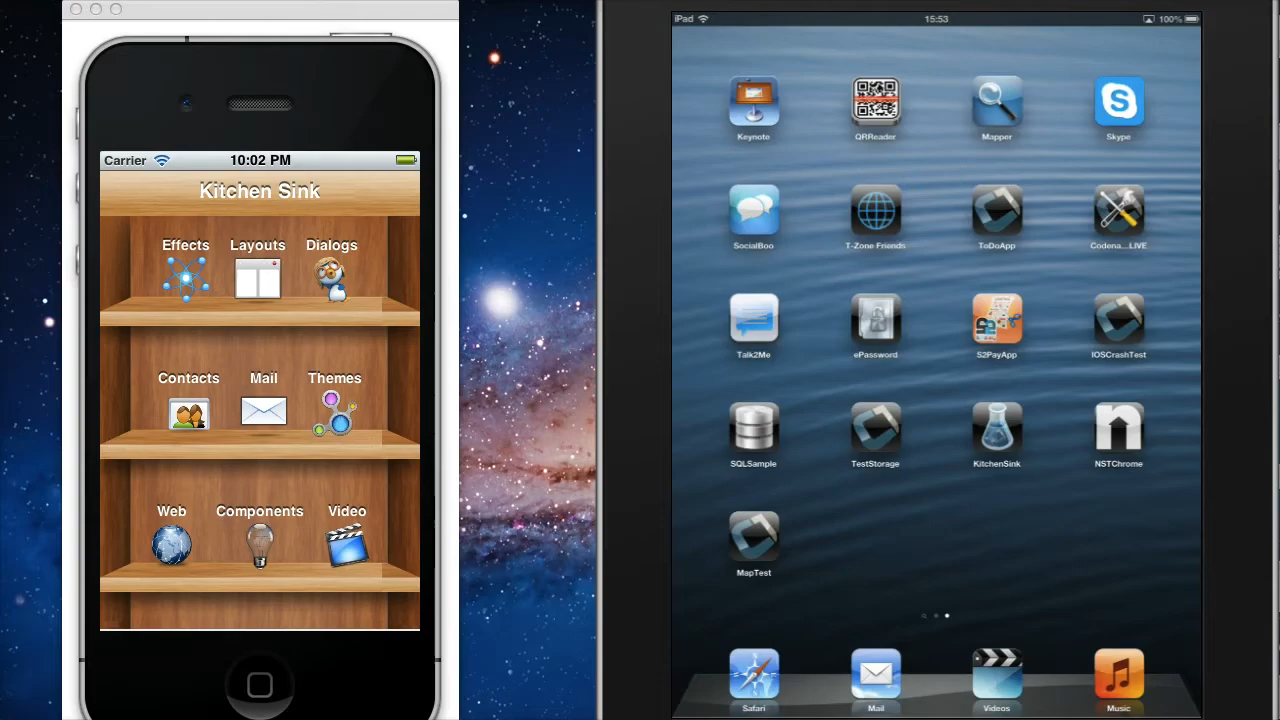 Carrier 10:02 PM
Kitchen Sink
Effects Layouts Dialogs
Contacts Mail Themes
Web Components Video
iPad 15:53 100%
Keynote QRReader Mapper Skype
SocialBoo T-Zone Friends ToDoApp Codena...LIVE
Talk2Me ePassword S2PayApp IOSCrashTest
SQLSample TestStorage KitchenSink NSTChrome
MapTest
Safari Mail Videos Music